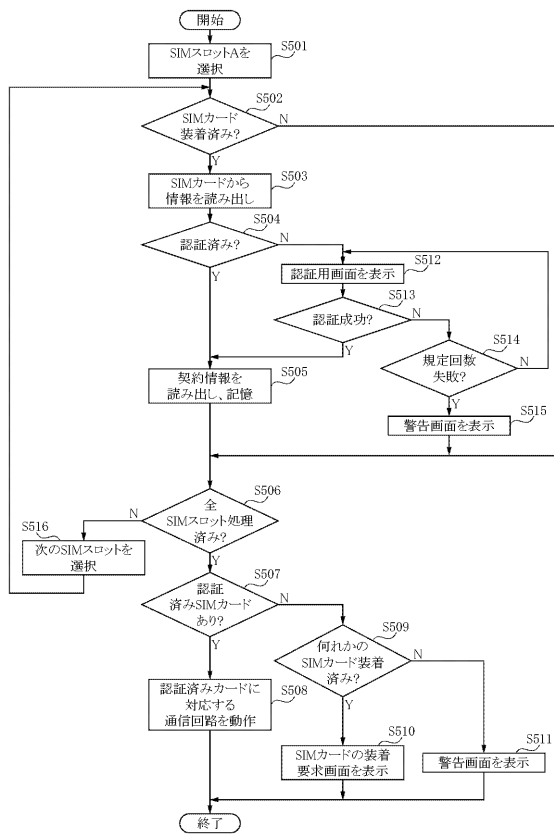 開始
S501
SIMスロットAを
選択
S502
SIMカード
装着済み?
N
Y
S503
SIMカードから
情報を読み出し
S504
認証済み?
N
Y
S512
認証用画面を表示
S513
認証成功?
N
Y
S514
規定回数
失敗?
N
Y
S505
契約情報を
読み出し、記憶
S515
警告画面を表示
S506
全
SIMスロット処理
済み?
N
Y
S516
次のSIMスロットを
選択
S507
認証
済みSIMカード
あり?
N
Y
S509
何れかの
SIMカード装着
済み?
N
Y
S508
認証済みカードに
対応する
通信回路を動作
S510
SIMカードの装着
要求画面を表示
S511
警告画面を表示
終了